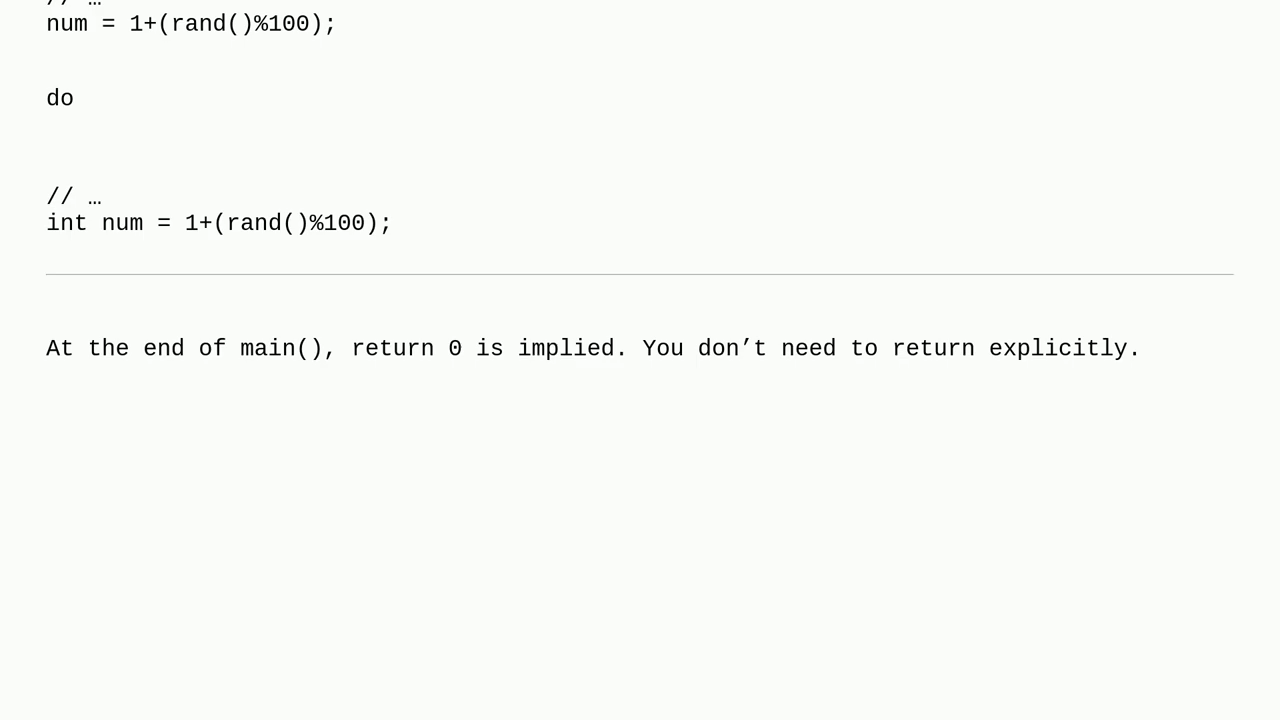 // …
num = 1+(rand()%100);
do
// …
int num = 1+(rand()%100);
At the end of main(), return 0 is implied. You don’t need to return explicitly.